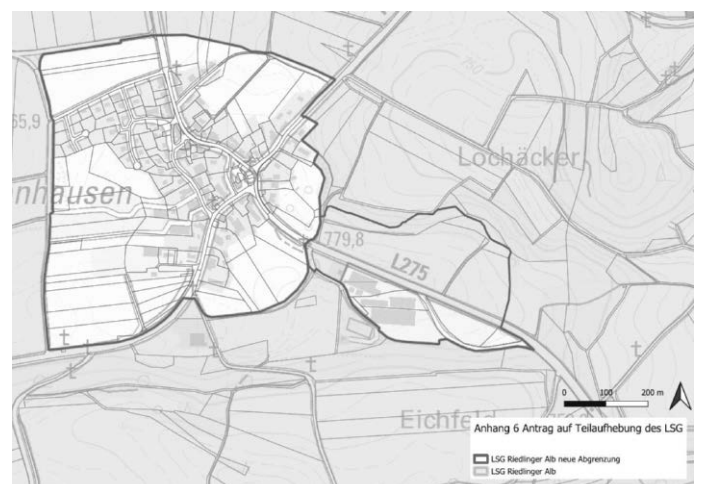 65,9
Lochäcker
nhausen
779,8
L275
0 100 200 m
Eichfeld
Anhang 6 Antrag auf Teilaufhebung des LSG
LSG Riedlinger Alb neue Abgrenzung
LSG Riedlinger Alb